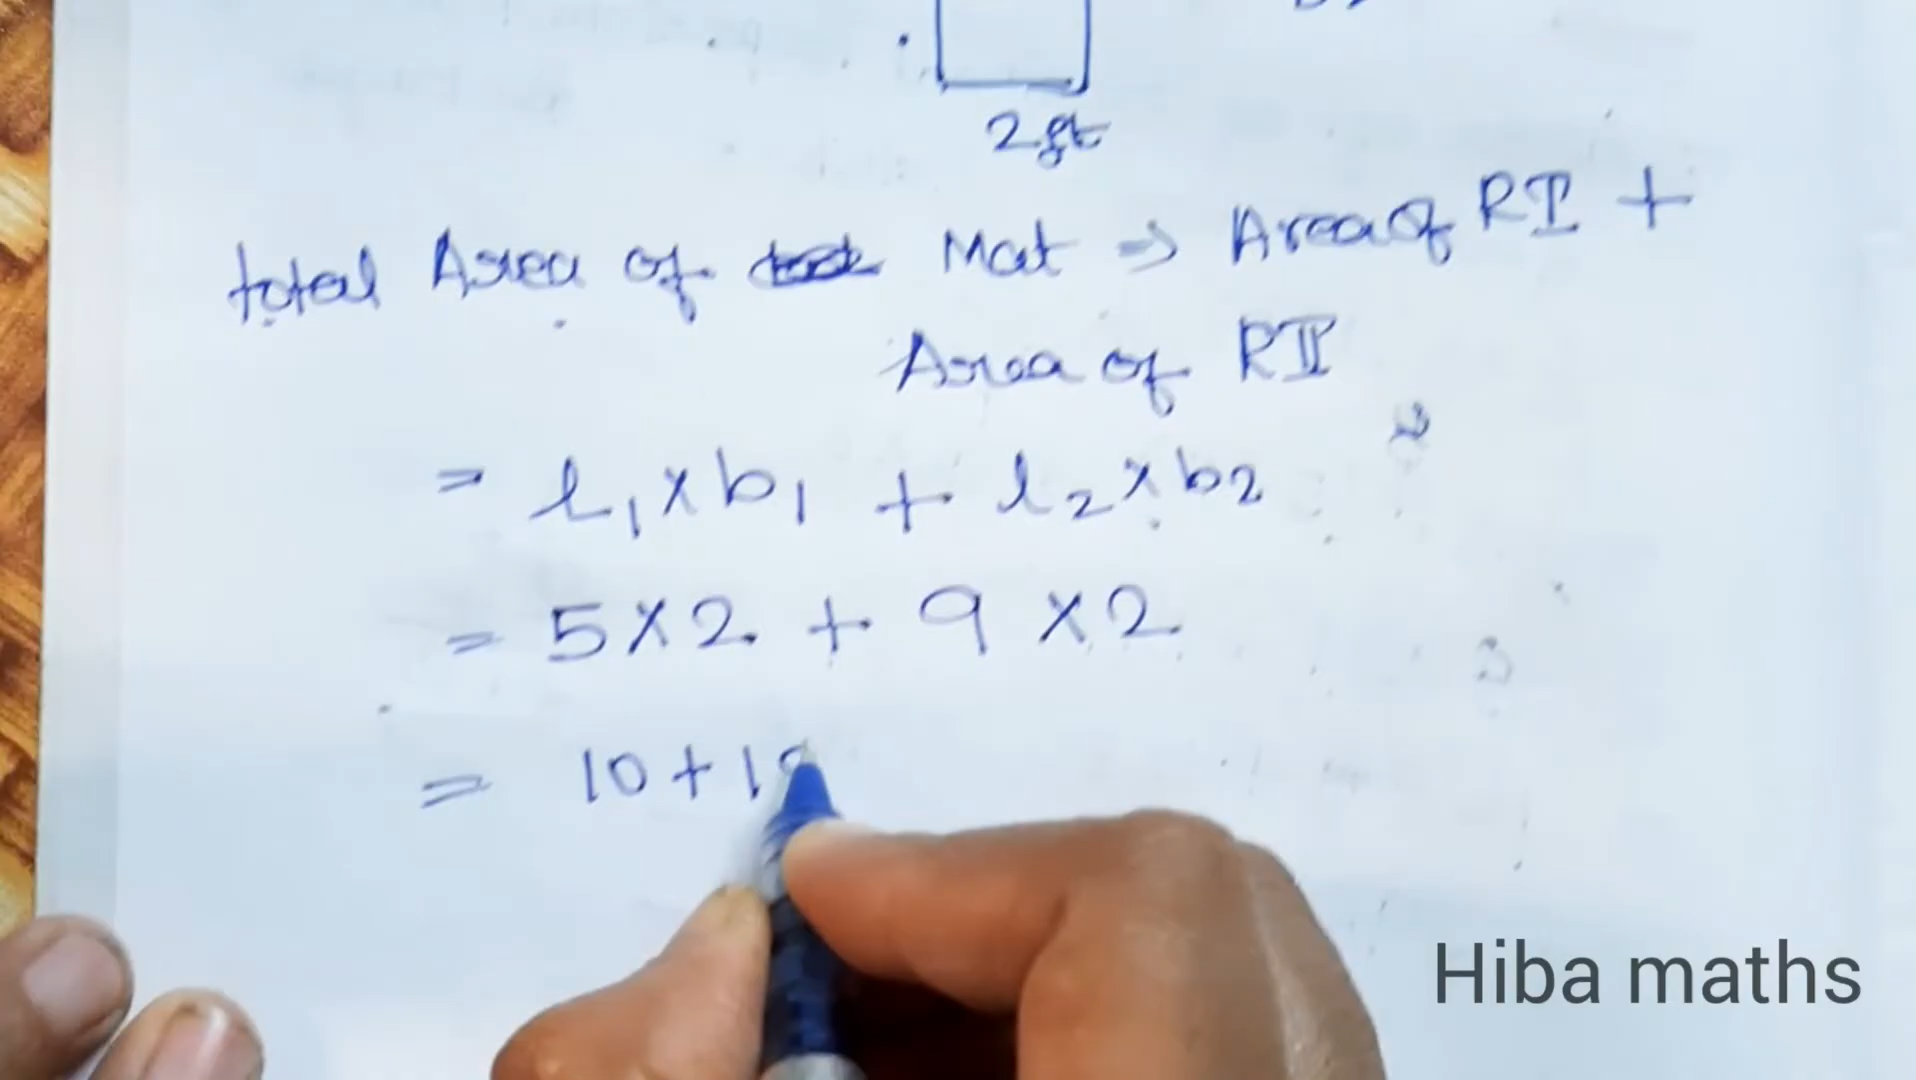 2ft
total Area of Mat ⇒ Area of RI +
Area of RII
= l₁ × b₁ + l₂ × b₂
= 5 × 2 + 9 × 2
= 10 + 18
Hiba maths